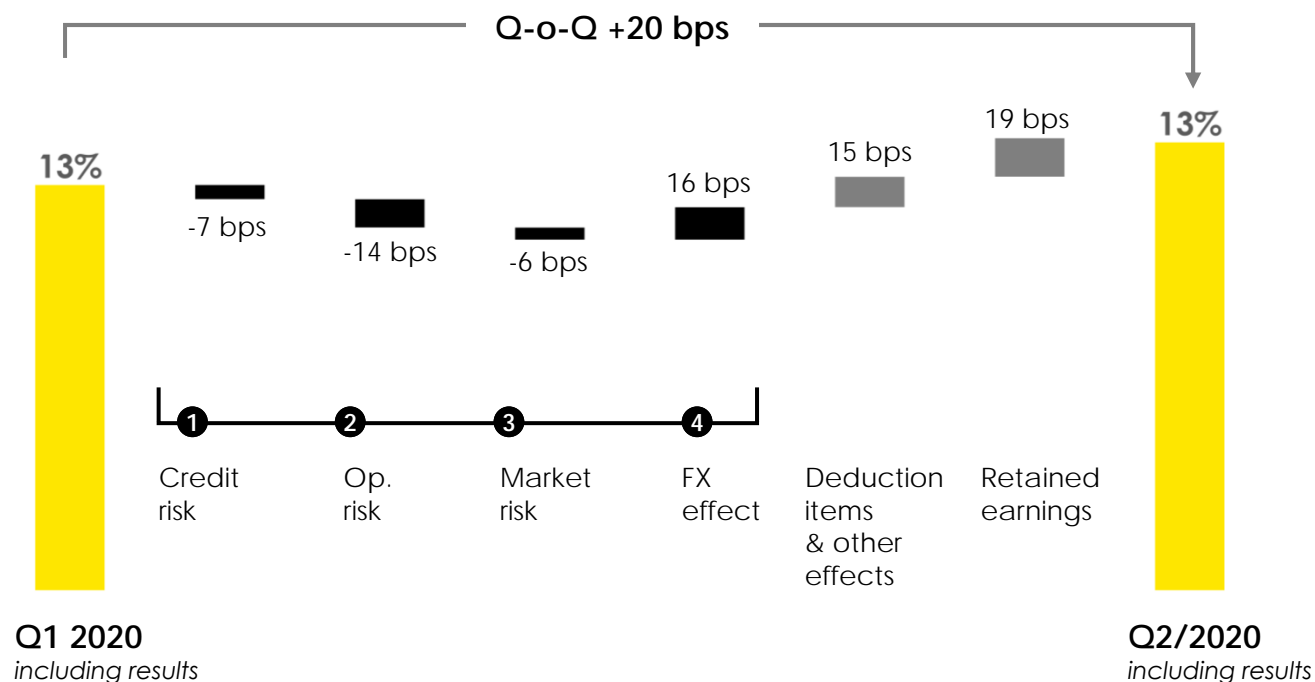 Q-o-Q +20 bps
13%
-7 bps
-14 bps
-6 bps
16 bps
15 bps
19 bps
13%
1
2
3
4
Credit
risk
Op.
risk
Market
risk
FX
effect
Deduction
items
& other
effects
Retained
earnings
Q1 2020
including results
Q2/2020
including results